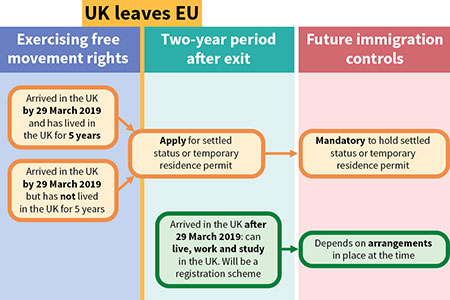 UK leaves EU
Exercising free
movement rights
Two-year period
after exit
Future immigration
controls
Arrived in the UK
by 29 March 2019
and has lived in
the UK for 5 years
Arrived in the UK
by 29 March 2019
but has not lived
in the UK for 5 years
Apply for settled
status or temporary
residence permit
Mandatory to hold settled
status or temporary
residence permit
Arrived in the UK after
29 March 2019: can
live, work and study
in the UK. Will be a
registration scheme
Depends on arrangements
in place at the time